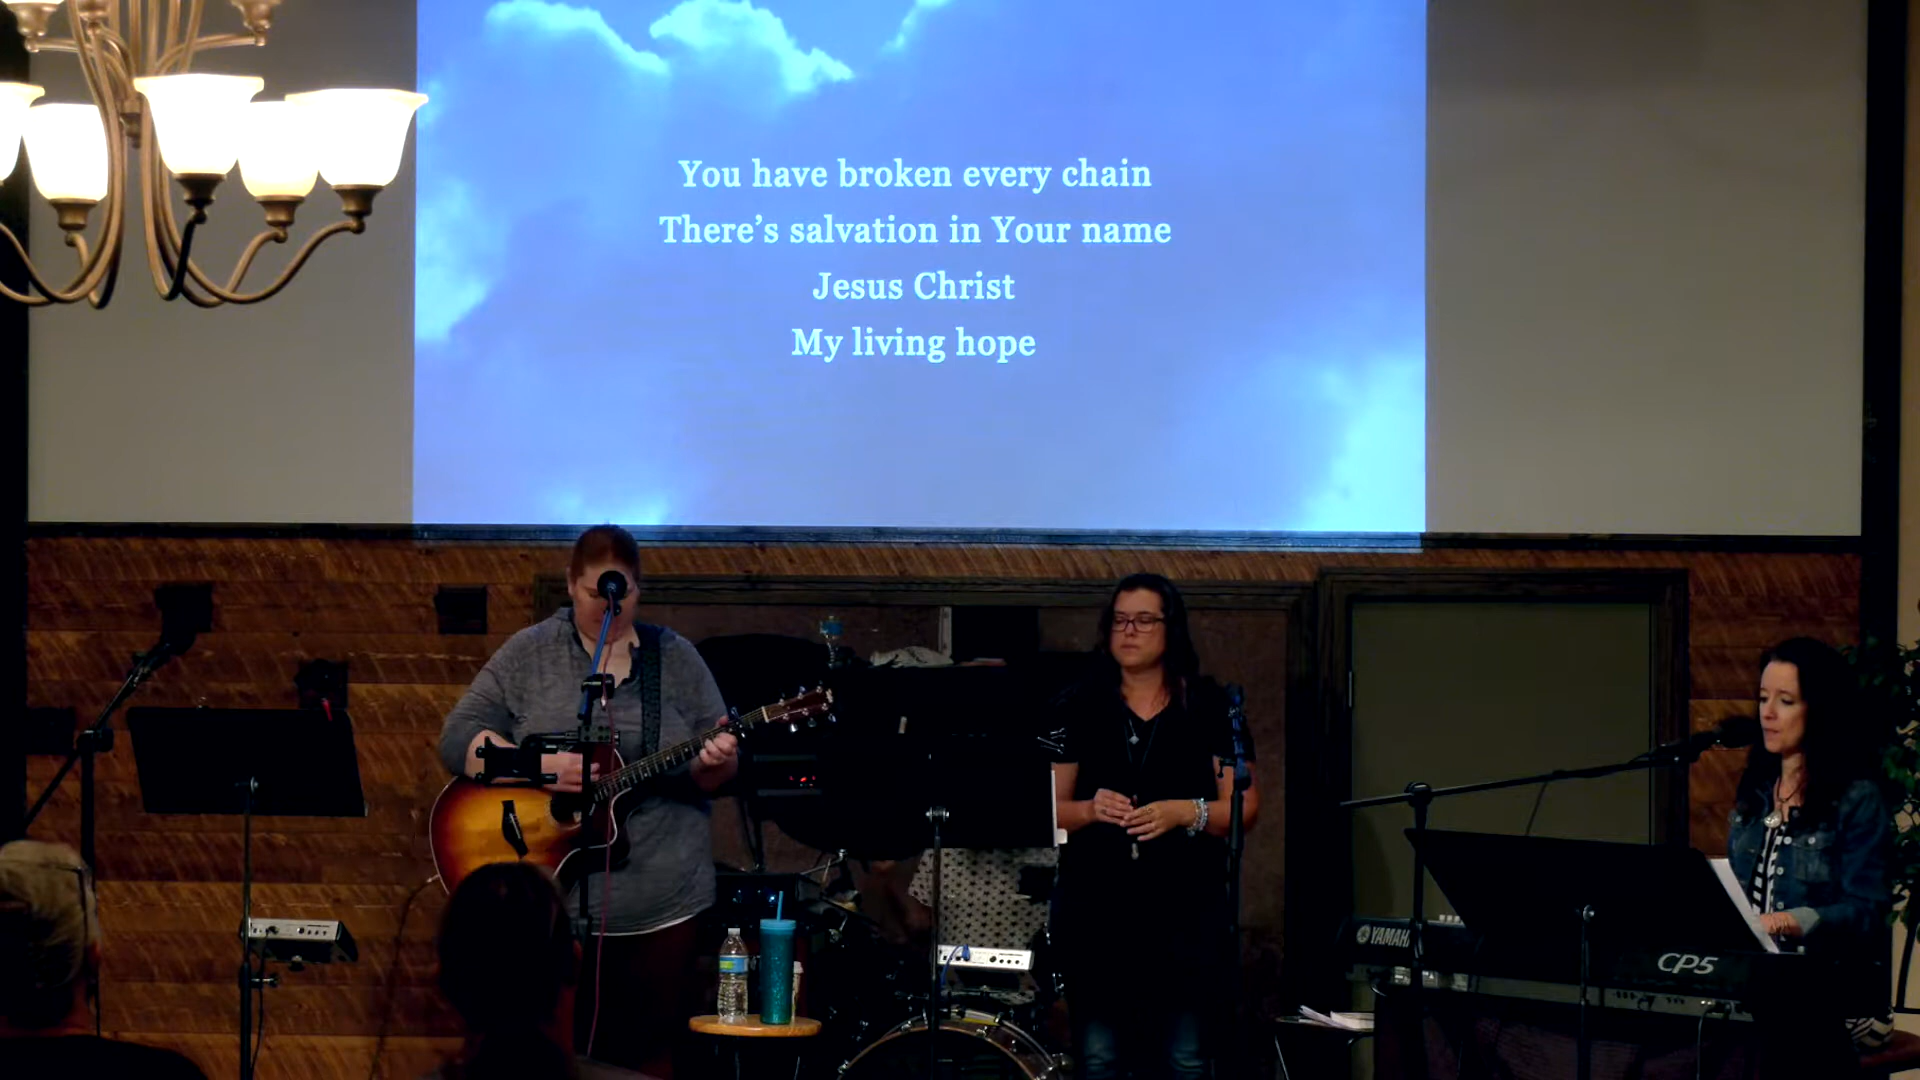 You have broken every chain
There's salvation in Your name
Jesus Christ
My living hope
YAMAHA
CP5